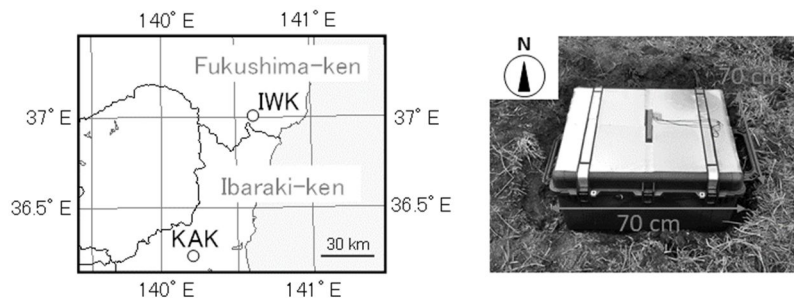 140° E
141° E
Fukushima-ken
IWK
37° E
37° E
Ibaraki-ken
36.5° E
36.5° E
KAK
30 km
140° E
141° E
N
70 cm
70 cm